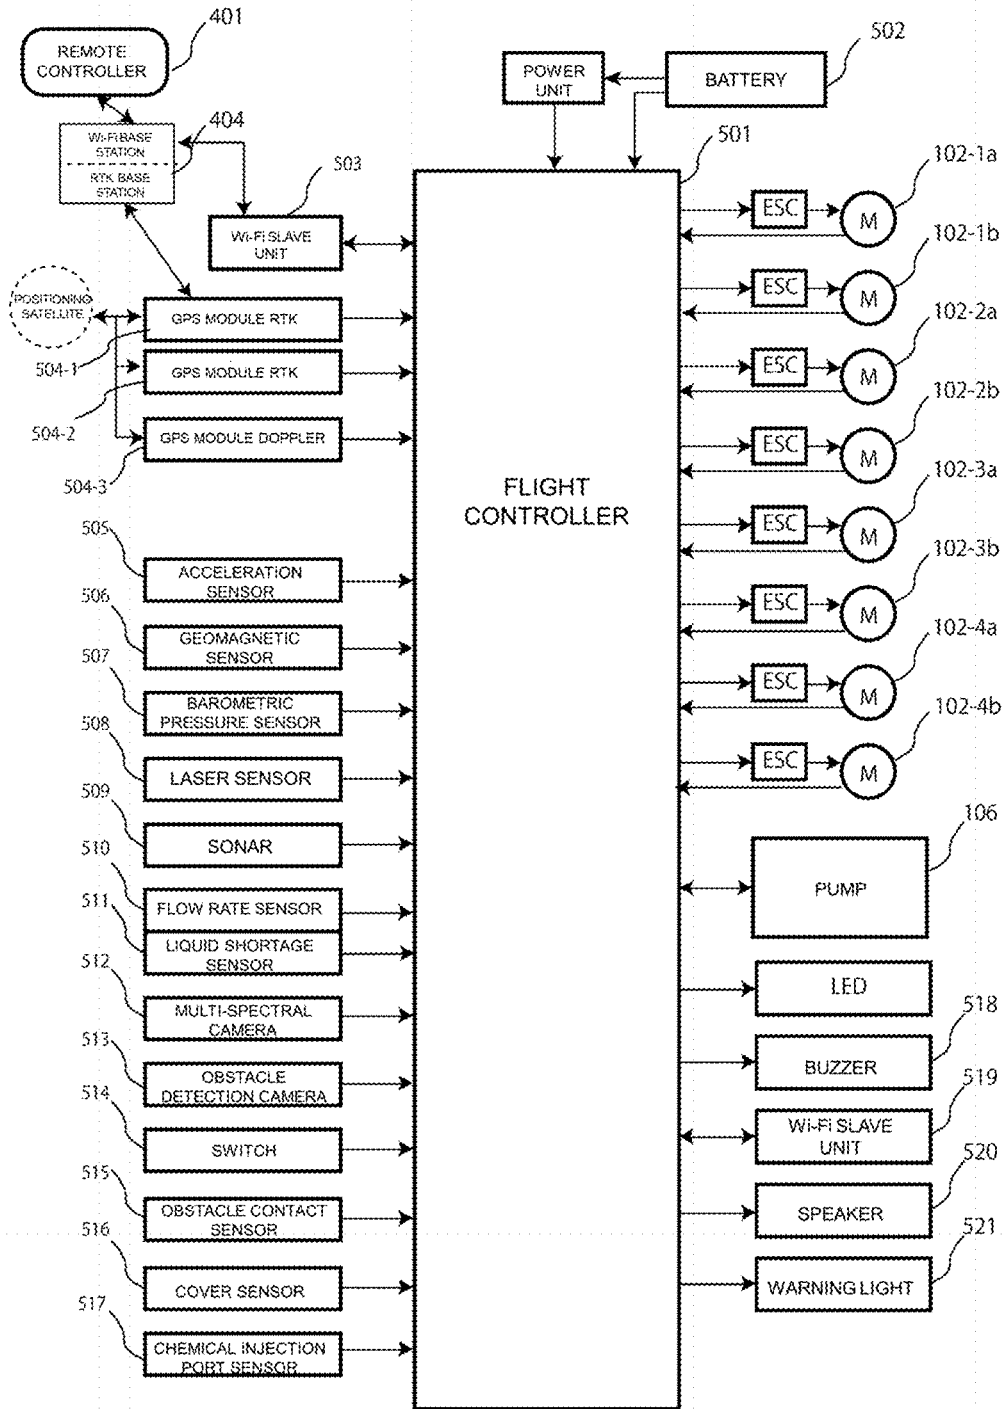 401
REMOTE
CONTROLLER
404
Wi-Fi BASE
STATION
RTK BASE
STATION
503
Wi-Fi SLAVE
UNIT
POSITIONING
SATELLITE
GPS MODULE RTK
504-1
GPS MODULE RTK
504-2
GPS MODULE DOPPLER
504-3
505
ACCELERATION
SENSOR
506
GEOMAGNETIC
SENSOR
507
BAROMETRIC
PRESSURE SENSOR
508
LASER SENSOR
509
SONAR
510
FLOW RATE SENSOR
511
LIQUID SHORTAGE
SENSOR
512
MULTI-SPECTRAL
CAMERA
513
OBSTACLE
DETECTION CAMERA
514
SWITCH
515
OBSTACLE CONTACT
SENSOR
516
COVER SENSOR
517
CHEMICAL INJECTION
PORT SENSOR
POWER
UNIT
BATTERY
502
501
FLIGHT
CONTROLLER
ESC
M
102-1a
ESC
M
102-1b
ESC
M
102-2a
ESC
M
102-2b
ESC
M
102-3a
ESC
M
102-3b
ESC
M
102-4a
ESC
M
102-4b
106
PUMP
LED
518
BUZZER
519
Wi-Fi SLAVE
UNIT
520
SPEAKER
521
WARNING LIGHT